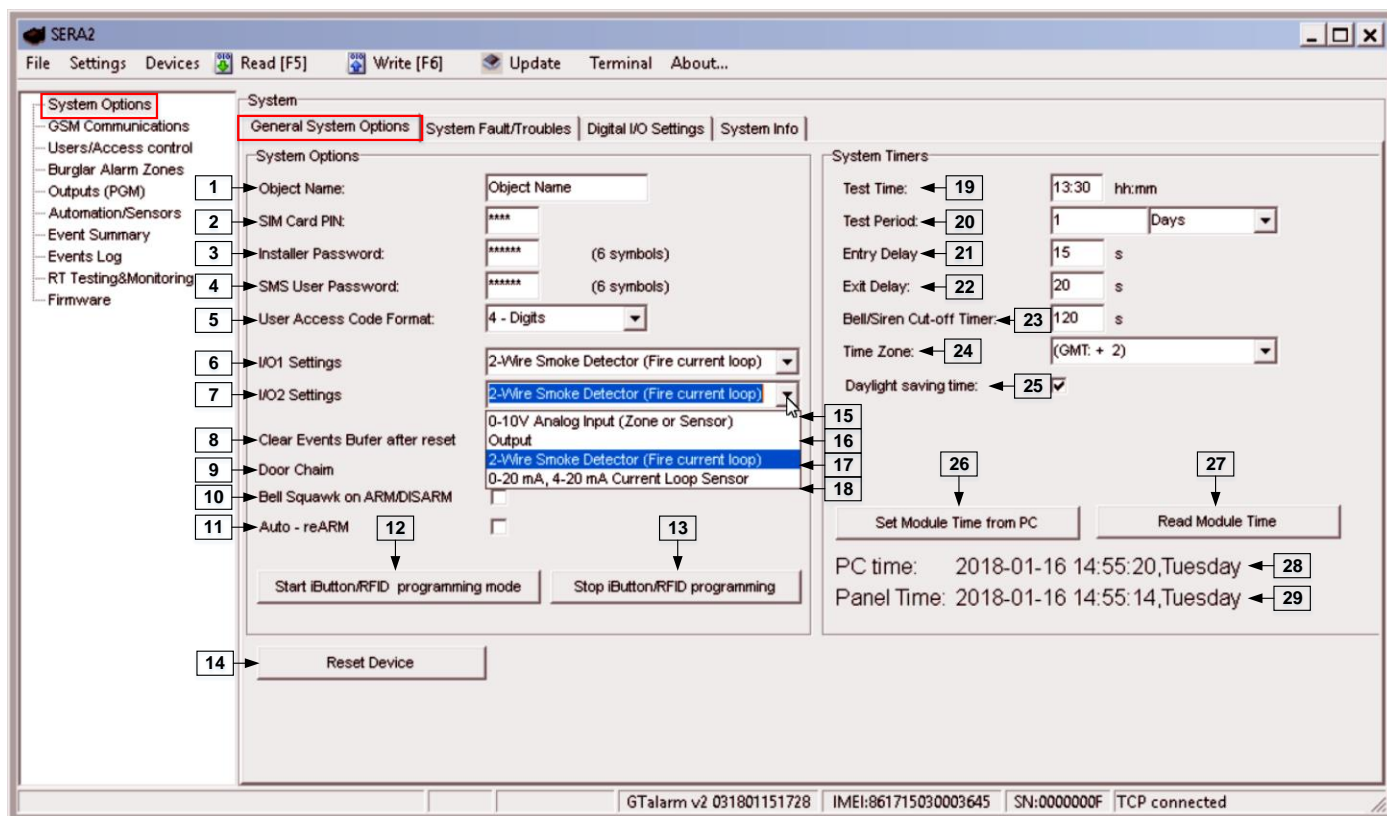 SERA2
File Settings Devices Read [F5] Write [F6] Update Terminal About...
System Options
GSM Communications
Users/Access control
Burglar Alarm Zones
Outputs (PGM)
Automation/Sensors
Event Summary
Events Log
RT Testing&Monitoring
Firmware
System
General System Options System Fault/Troubles Digital I/O Settings System Info
System Options
1 Object Name: Object Name
2 SIM Card PIN: ****
3 Installer Password: ****** (6 symbols)
4 SMS User Password: ****** (6 symbols)
5 User Access Code Format: 4 - Digits
6 I/O1 Settings 2-Wire Smoke Detector (Fire current loop)
7 I/O2 Settings 2-Wire Smoke Detector (Fire current loop)
0-10V Analog Input (Zone or Sensor) 15
Output 16
2-Wire Smoke Detector (Fire current loop) 17
0-20 mA, 4-20 mA Current Loop Sensor 18
8 Clear Events Bufer after reset
9 Door Chaim
10 Bell Squawk on ARM/DISARM
11 Auto - reARM
12 13
Start iButton/RFID programming mode Stop iButton/RFID programming
14 Reset Device
System Timers
Test Time: 19 13:30 hh:mm
Test Period: 20 1 Days
Entry Delay 21 15 s
Exit Delay: 22 20 s
Bell/Siren Cut-off Timer: 23 120 s
Time Zone: 24 (GMT: + 2)
Daylight saving time: 25
26 27
Set Module Time from PC Read Module Time
PC time: 2018-01-16 14:55:20,Tuesday 28
Panel Time: 2018-01-16 14:55:14,Tuesday 29
GTalarm v2 031801151728 IMEI:861715030003645 SN:0000000F TCP connected